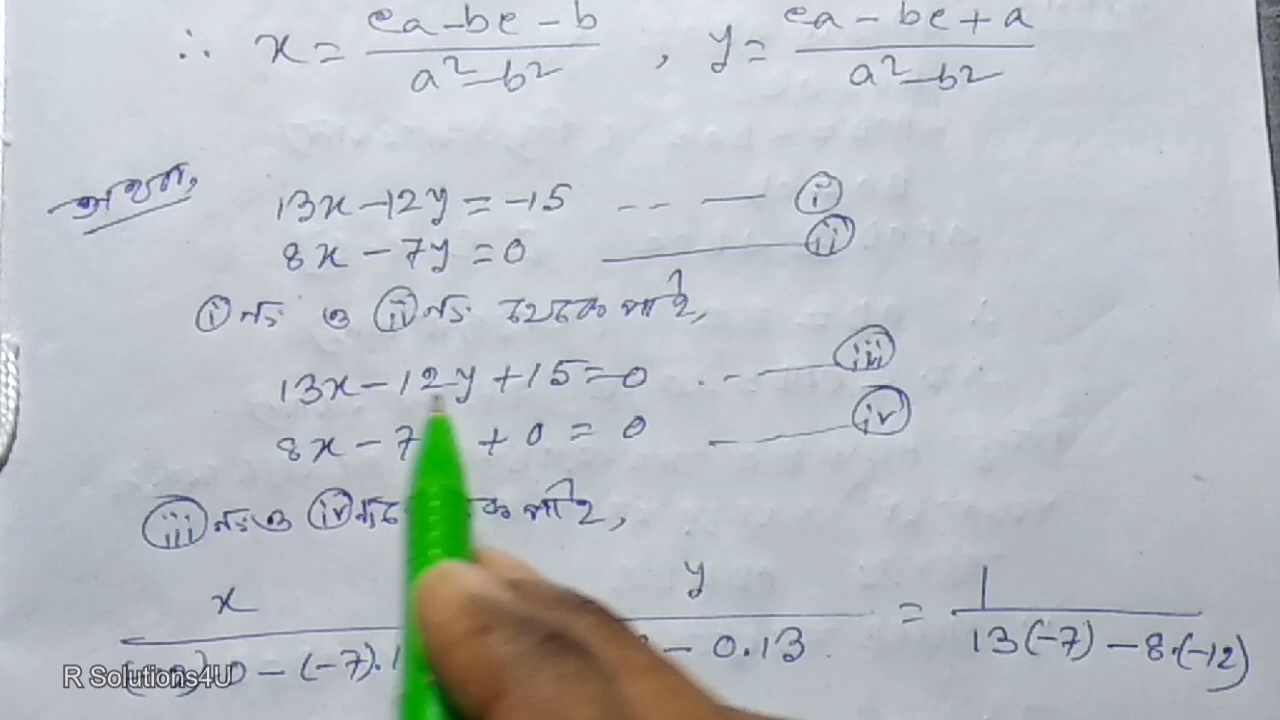 ∴ x = ca-bc-b / a²-b² , y = ca-bc+a / a²-b²
অথবা,
13x-12y=-15 -- — (i)
8x-7y=0 —— (ii)
(i) নং ও (ii) নং থেকে পাই,
13x-12y+15=0 .-— (iii)
8x-7 +0=0 —— (iv)
(iii) নং ও (iv) নং পাই,
x / 0-(-7). y / -0.13 = 1 / 13(-7)-8.(-12)
R Solutions4U